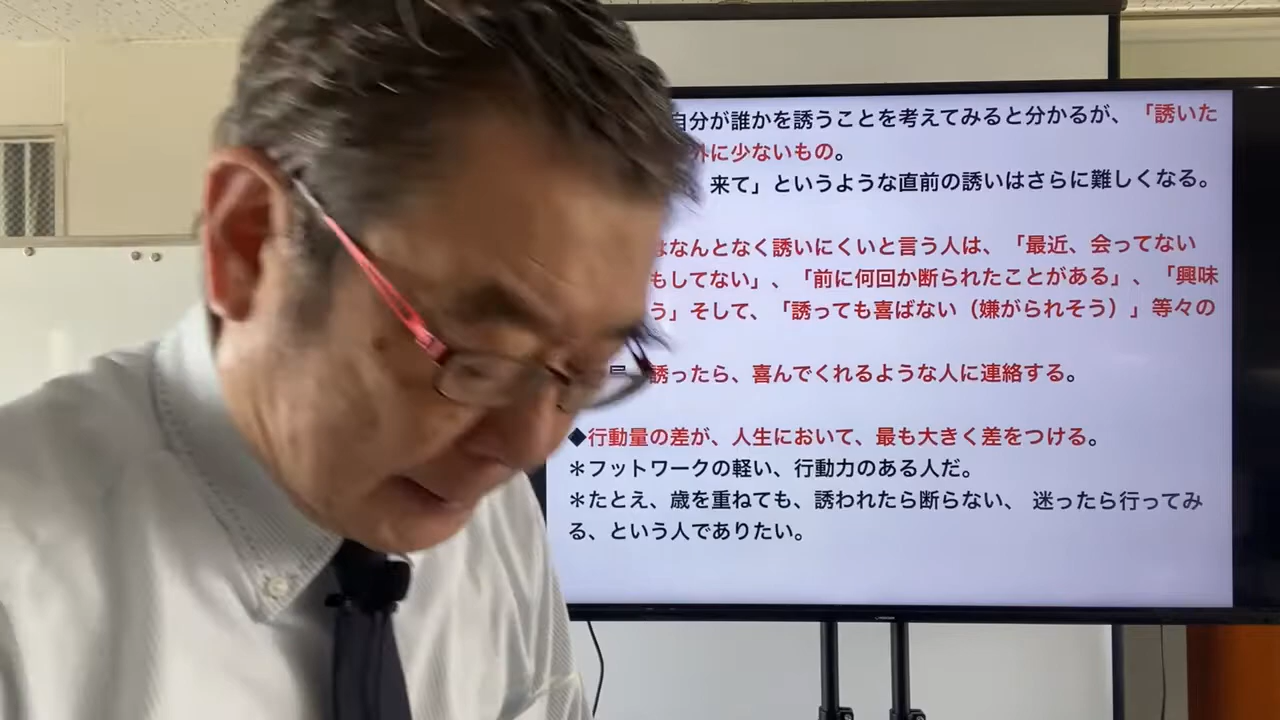 自分が誰かを誘うことを考えてみると分かるが、「誘いた
に少ないもの。
来て」というような直前の誘いはさらに難しくなる。
なんとなく誘いにくいと言う人は、「最近、会ってない
もしてない」、「前に何回か断られたことがある」、「興味
う」そして、「誘っても喜ばない（嫌がられそう）」等々の
誘ったら、喜んでくれるような人に連絡する。
◆行動量の差が、人生において、最も大きく差をつける。
＊フットワークの軽い、行動力のある人だ。
＊たとえ、歳を重ねても、誘われたら断らない、 迷ったら行ってみ
る、という人でありたい。